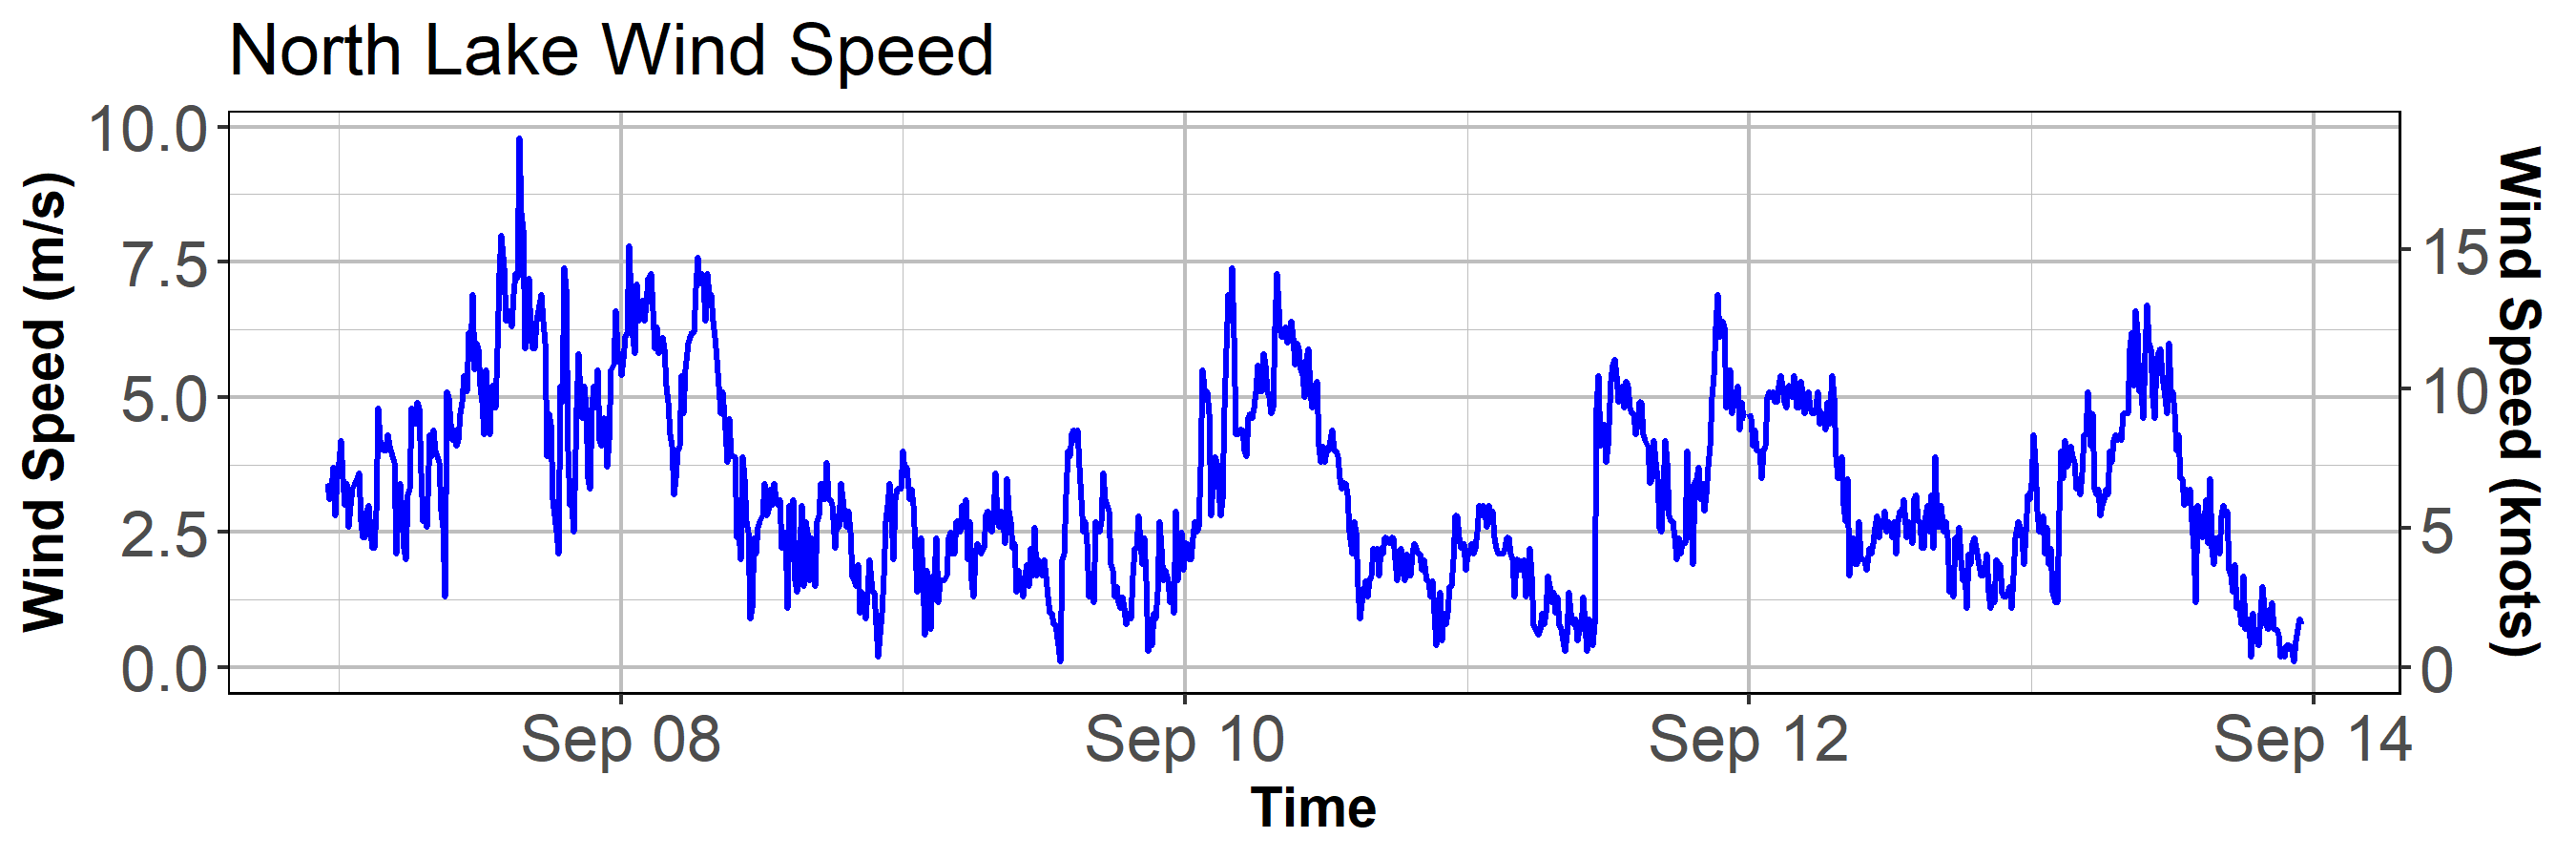 North Lake Wind Speed
10.0
7.5
5.0
2.5
0.0
Wind Speed (m/s)
15
10
5
0
Wind Speed (knots)
Sep 08
Sep 10
Sep 12
Sep 14
Time